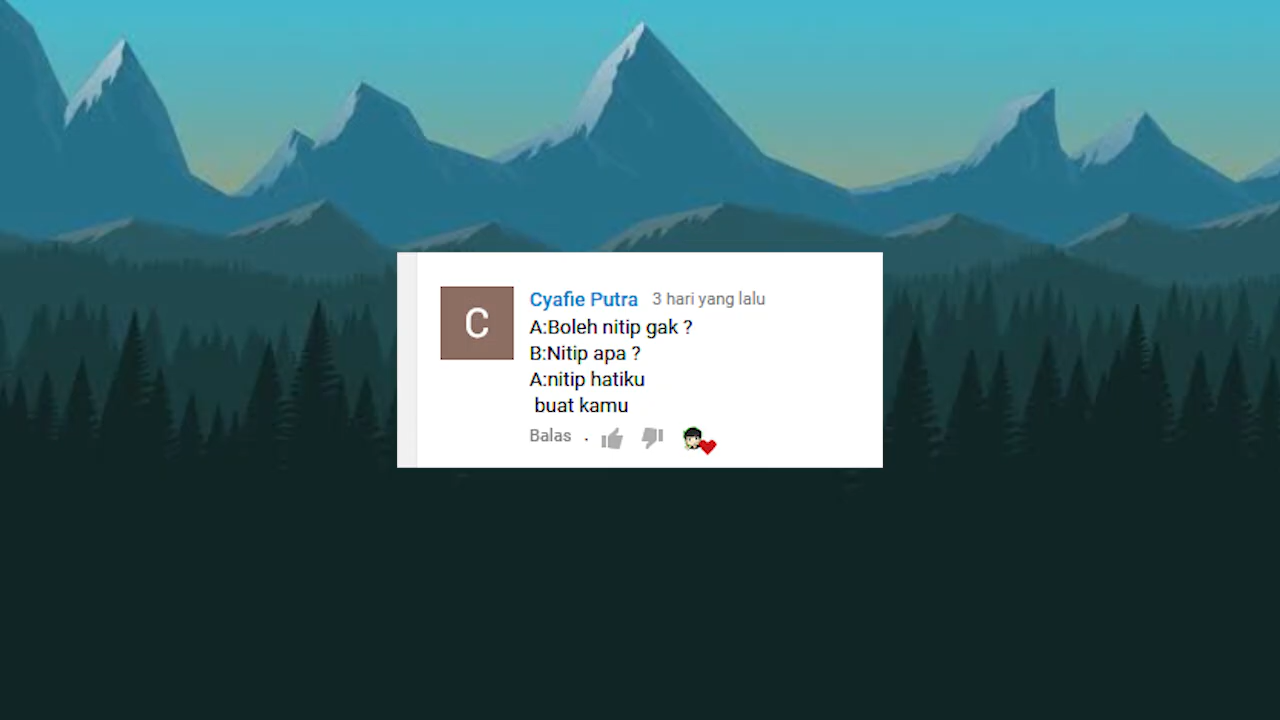 C
Cyafie Putra 3 hari yang lalu
A:Boleh nitip gak ?
B:Nitip apa ?
A:nitip hatiku
buat kamu
Balas .